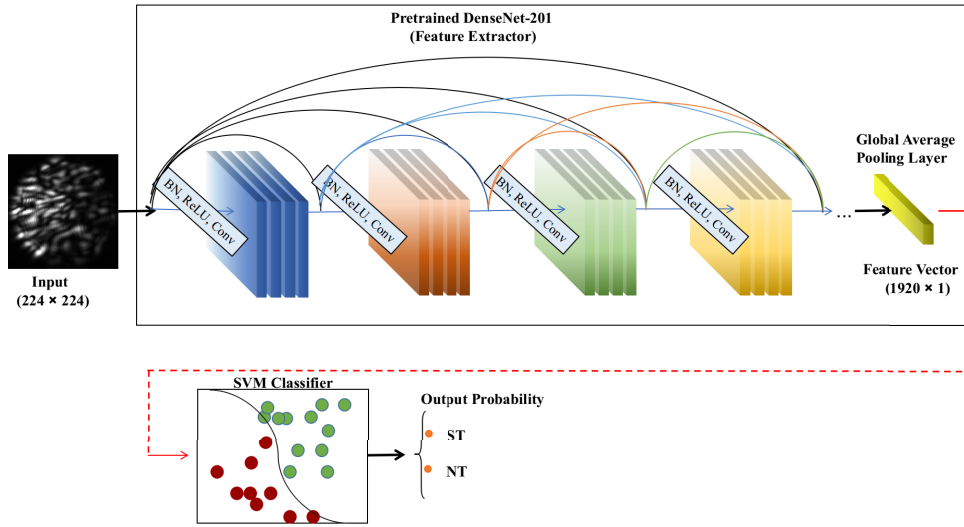 Pretrained DenseNet-201
(Feature Extractor)
BN, ReLU, Conv
BN, ReLU, Conv
BN, ReLU, Conv
BN, ReLU, Conv
...
Global Average
Pooling Layer
Input
(224 × 224)
Feature Vector
(1920 × 1)
SVM Classifier
Output Probability
ST
NT